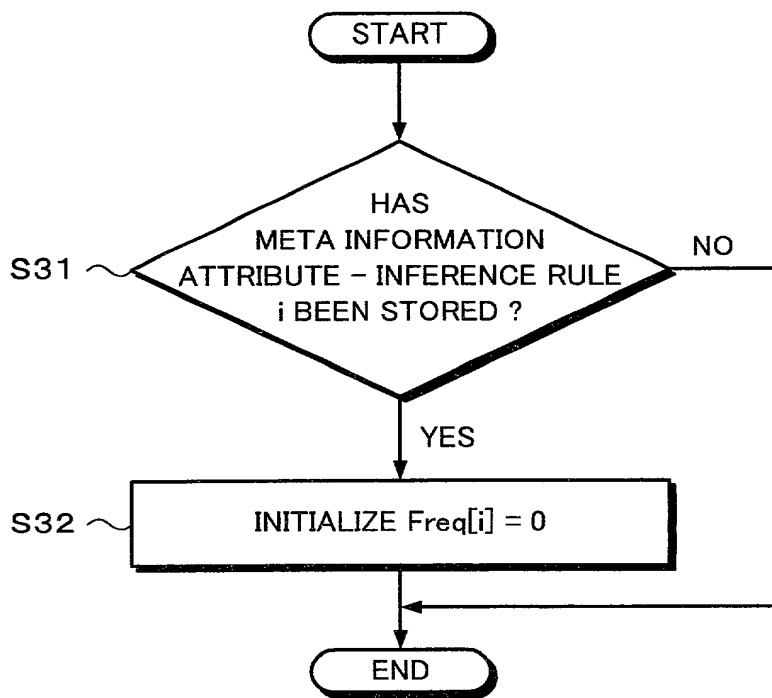 START
HAS
META INFORMATION
ATTRIBUTE – INFERENCE RULE
i BEEN STORED ?
S31
NO
YES
S32
INITIALIZE Freq[i] = 0
END